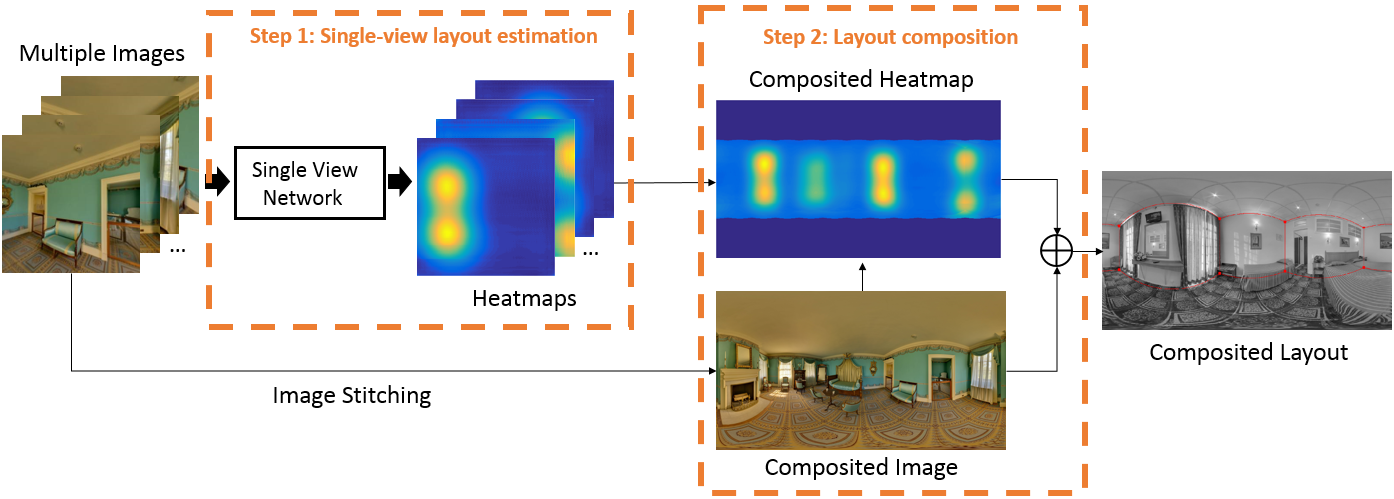 Multiple Images
...
Step 1: Single-view layout estimation
Single View
Network
...
Heatmaps
Image Stitching
Step 2: Layout composition
Composited Heatmap
Composited Image
Composited Layout